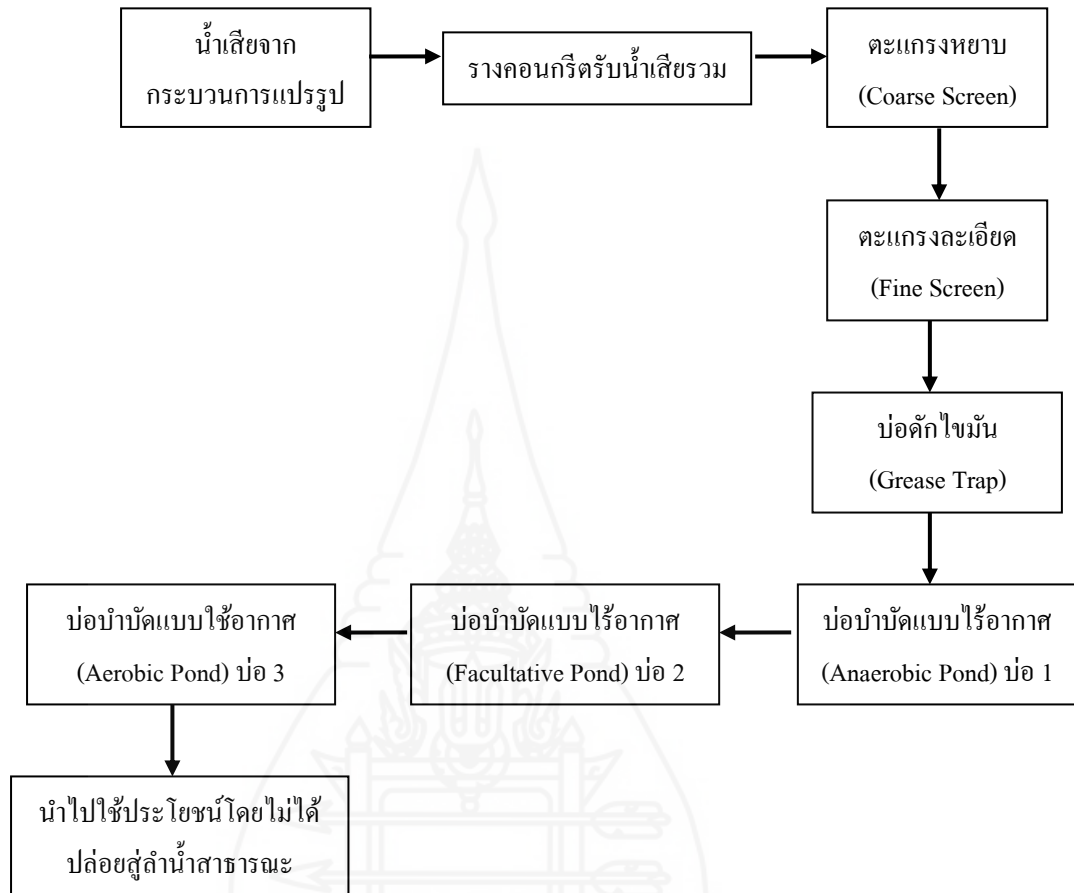 น้ำเสียจาก
กระบวนการแปรรูป
รางคอนกรีตรับน้ำเสียรวม
ตะแกรงหยาบ
(Coarse Screen)
ตะแกรงละเอียด
(Fine Screen)
บ่อดักไขมัน
(Grease Trap)
บ่อบำบัดแบบไร้อากาศ
(Anaerobic Pond) บ่อ 1
บ่อบำบัดแบบไร้อากาศ
(Facultative Pond) บ่อ 2
บ่อบำบัดแบบใช้อากาศ
(Aerobic Pond) บ่อ 3
นำไปใช้ประโยชน์โดยไม่ได้
ปล่อยสู่ลำน้ำสาธารณะ